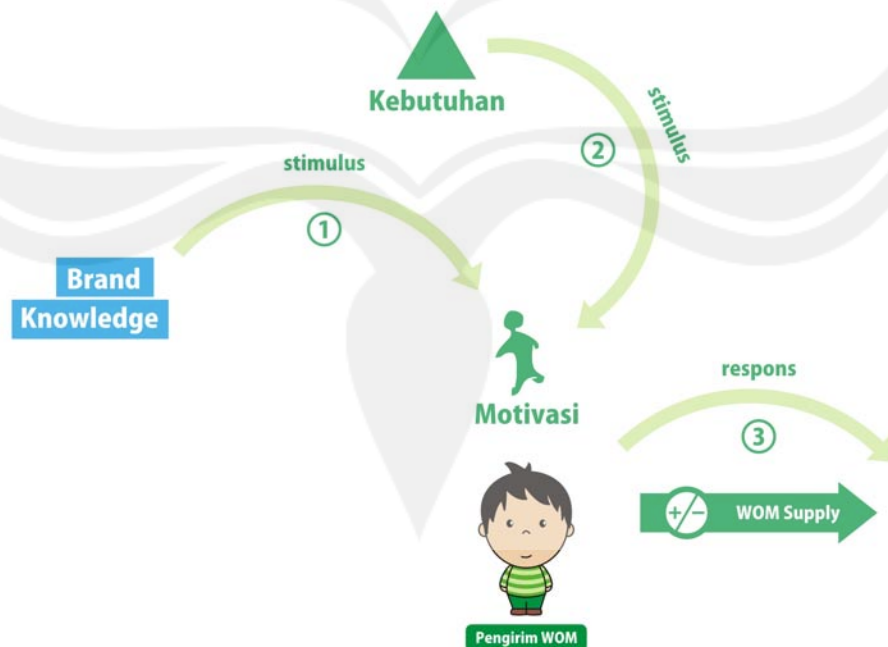 Kebutuhan
stimulus
2
stimulus
1
Brand
Knowledge
Motivasi
respons
3
+/−
WOM Supply
Pengirim WOM